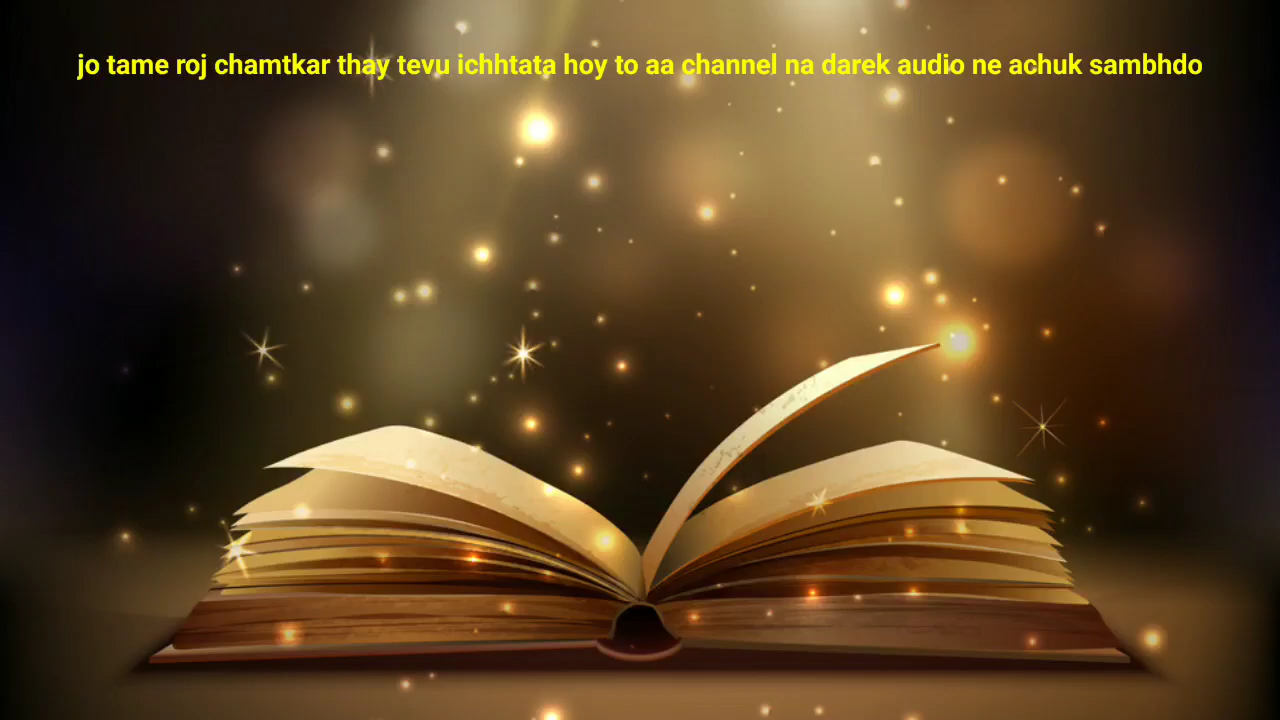 jo tame roj chamtkar thay tevu ichhtata hoy to aa channel na darek audio ne achuk sambhdo